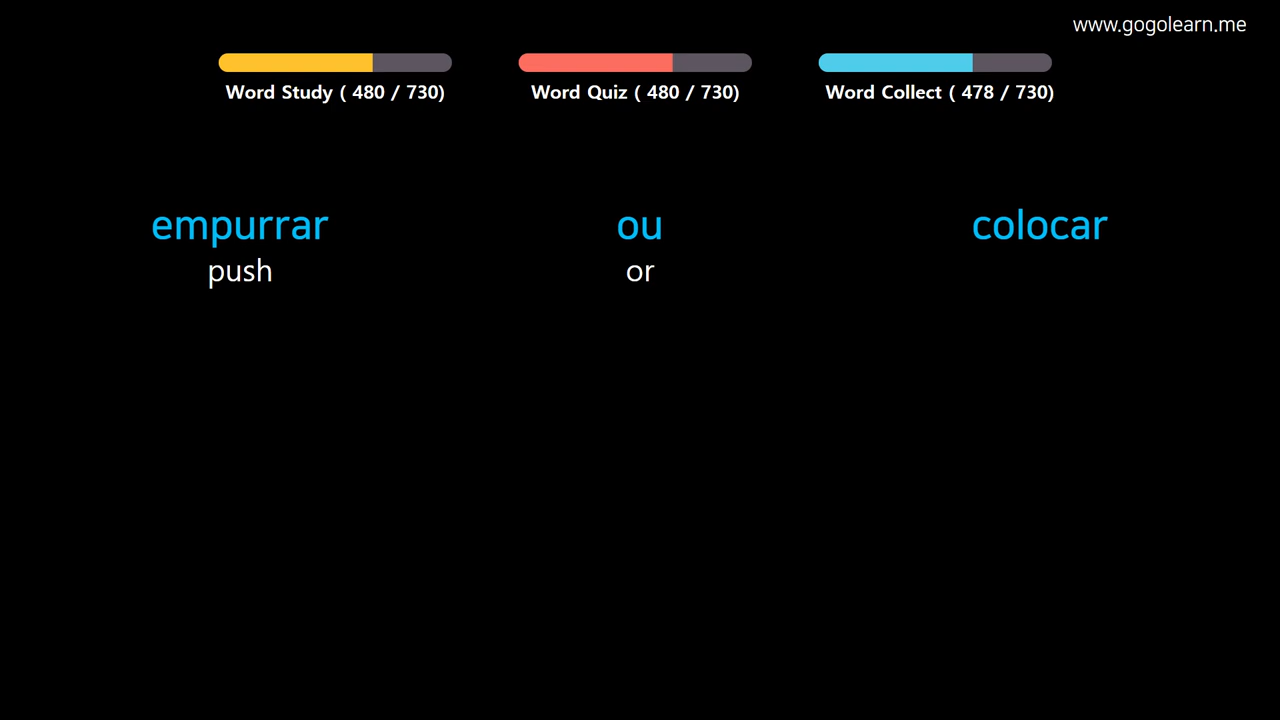 www.gogolearn.me
Word Study ( 480 / 730)
Word Quiz ( 480 / 730)
Word Collect ( 478 / 730)
empurrar
push
ou
or
colocar